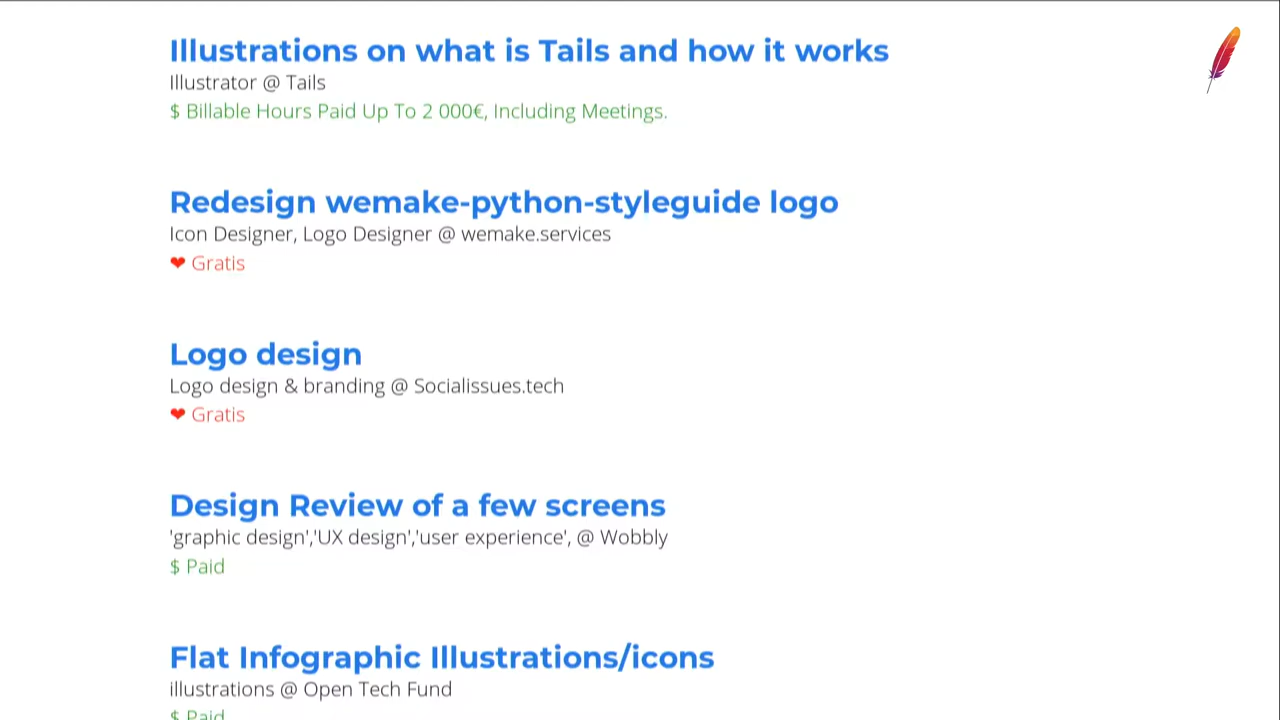 Illustrations on what is Tails and how it works
Illustrator @ Tails
$ Billable Hours Paid Up To 2 000€, Including Meetings.
Redesign wemake-python-styleguide logo
Icon Designer, Logo Designer @ wemake.services
❤ Gratis
Logo design
Logo design & branding @ Socialissues.tech
❤ Gratis
Design Review of a few screens
'graphic design','UX design','user experience', @ Wobbly
$ Paid
Flat Infographic Illustrations/icons
illustrations @ Open Tech Fund
$ Paid